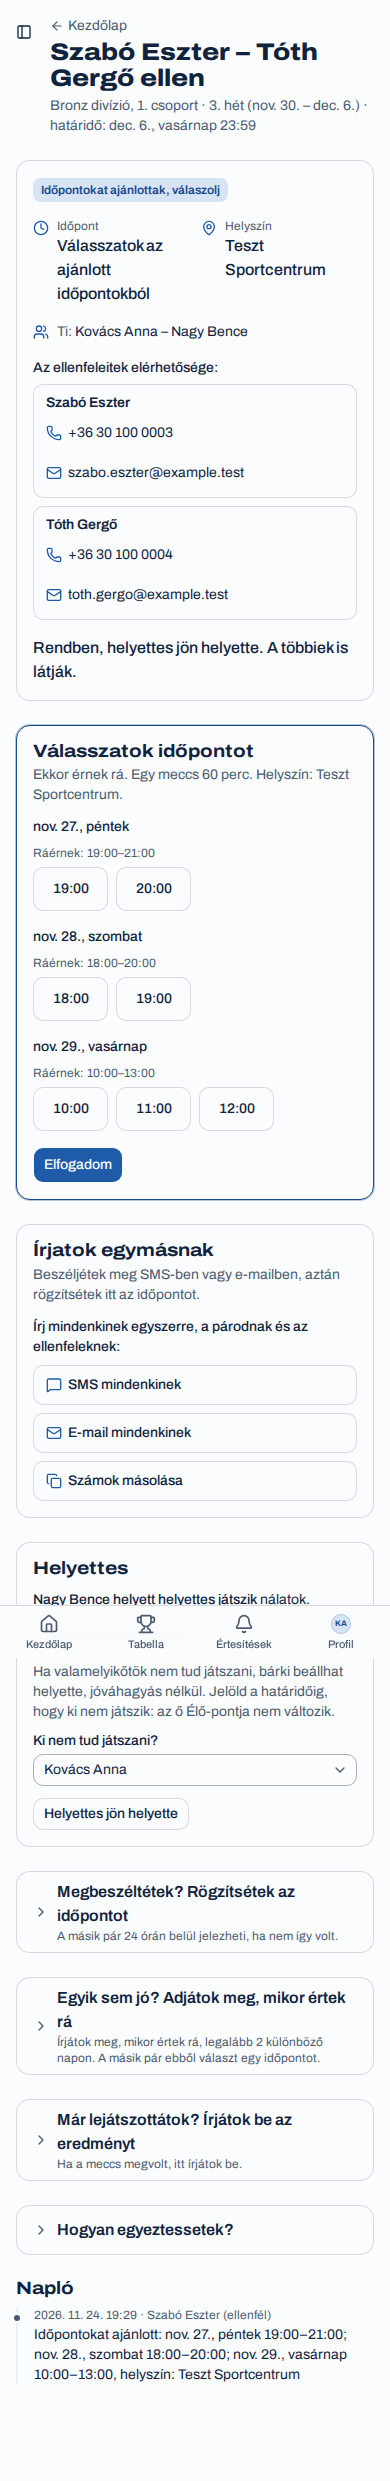 Kezdőlap
Szabó Eszter – Tóth
Gergő ellen
Bronz divízió, 1. csoport · 3. hét (nov. 30. – dec. 6.) ·
határidő: dec. 6., vasárnap 23:59
Időpontokat ajánlottak, válaszolj
Időpont
Válasszatok az
ajánlott
időpontokból
Helyszín
Teszt
Sportcentrum
Ti: Kovács Anna – Nagy Bence
Az ellenfeleitek elérhetősége:
Szabó Eszter
+36 30 100 0003
szabo.eszter@example.test
Tóth Gergő
+36 30 100 0004
toth.gergo@example.test
Rendben, helyettes jön helyette. A többiek is
látják.
Válasszatok időpontot
Ekkor érnek rá. Egy meccs 60 perc. Helyszín: Teszt
Sportcentrum.
nov. 27., péntek
Ráérnek: 19:00–21:00
19:00 20:00
nov. 28., szombat
Ráérnek: 18:00–20:00
18:00 19:00
nov. 29., vasárnap
Ráérnek: 10:00–13:00
10:00 11:00 12:00
Elfogadom
Írjatok egymásnak
Beszéljétek meg SMS-ben vagy e-mailben, aztán
rögzítsétek itt az időpontot.
Írj mindenkinek egyszerre, a párodnak és az
ellenfeleknek:
SMS mindenkinek
E-mail mindenkinek
Számok másolása
Helyettes
Nagy Bence helyett helyettes játszik nálatok.
Kezdőlap Tabella Értesítések KA Profil
Ha valamelyikőtök nem tud játszani, bárki beállhat
helyette, jóváhagyás nélkül. Jelöld a határidőig,
hogy ki nem játszik: az ő Élő-pontja nem változik.
Ki nem tud játszani?
Kovács Anna
Helyettes jön helyette
Megbeszéltétek? Rögzítsétek az
időpontot
A másik pár 24 órán belül jelezheti, ha nem így volt.
Egyik sem jó? Adjátok meg, mikor értek
rá
Írjátok meg, mikor értek rá, legalább 2 különböző
napon. A másik pár ebből választ egy időpontot.
Már lejátszottátok? Írjátok be az
eredményt
Ha a meccs megvolt, itt írjátok be.
Hogyan egyeztessetek?
Napló
2026. 11. 24. 19:29 · Szabó Eszter (ellenfél)
Időpontokat ajánlott: nov. 27., péntek 19:00–21:00;
nov. 28., szombat 18:00–20:00; nov. 29., vasárnap
10:00–13:00, helyszín: Teszt Sportcentrum